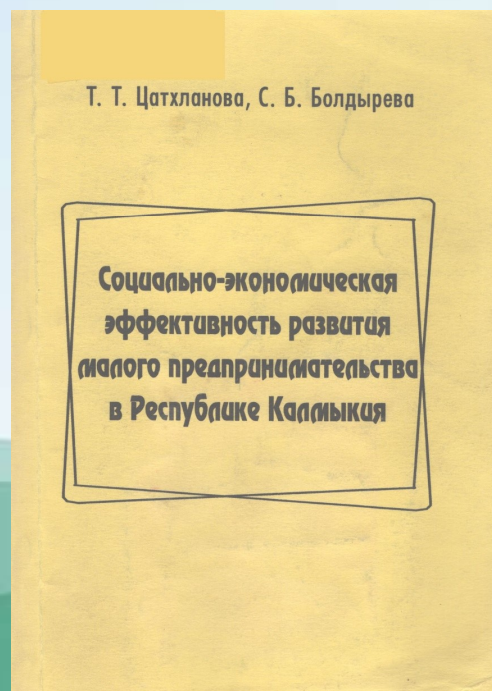 Т. Т. Цатхланова, С. Б. Болдырева
Социально-экономическая
эффективность развития
малого предпринимательства
в Республике Калмыкия